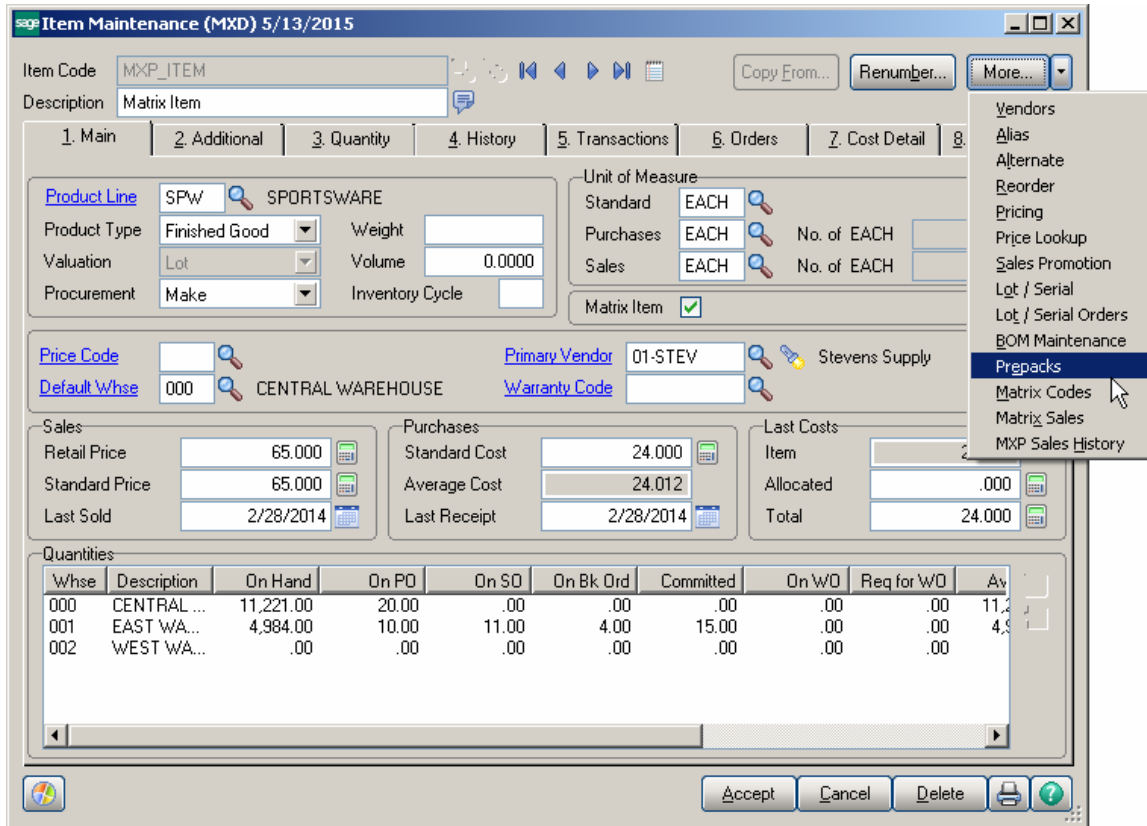 sage Item Maintenance (MXD) 5/13/2015
Item Code MXP_ITEM Copy From... Renumber... More...
Description Matrix Item
1. Main 2. Additional 3. Quantity 4. History 5. Transactions 6. Orders 7. Cost Detail 8.
Vendors
Alias
Alternate
Reorder
Pricing
Price Lookup
Sales Promotion
Lot / Serial
Lot / Serial Orders
BOM Maintenance
Prepacks
Matrix Codes
Matrix Sales
MXP Sales History
Product Line SPW SPORTSWARE
Product Type Finished Good Weight
Valuation Lot Volume 0.0000
Procurement Make Inventory Cycle
Unit of Measure
Standard EACH
Purchases EACH No. of EACH
Sales EACH No. of EACH
Matrix Item
Price Code Primary Vendor 01-STEV Stevens Supply
Default Whse 000 CENTRAL WAREHOUSE Warranty Code
Sales
Retail Price 65.000
Standard Price 65.000
Last Sold 2/28/2014
Purchases
Standard Cost 24.000
Average Cost 24.012
Last Receipt 2/28/2014
Last Costs
Item
Allocated .000
Total 24.000
Quantities
Whse Description On Hand On PO On SO On Bk Ord Committed On WO Req for WO Av
000 CENTRAL ... 11,221.00 20.00 .00 .00 .00 .00 .00
001 EAST WA... 4,984.00 10.00 11.00 4.00 15.00 .00 .00
002 WEST WA... .00 .00 .00 .00 .00 .00 .00
Accept Cancel Delete